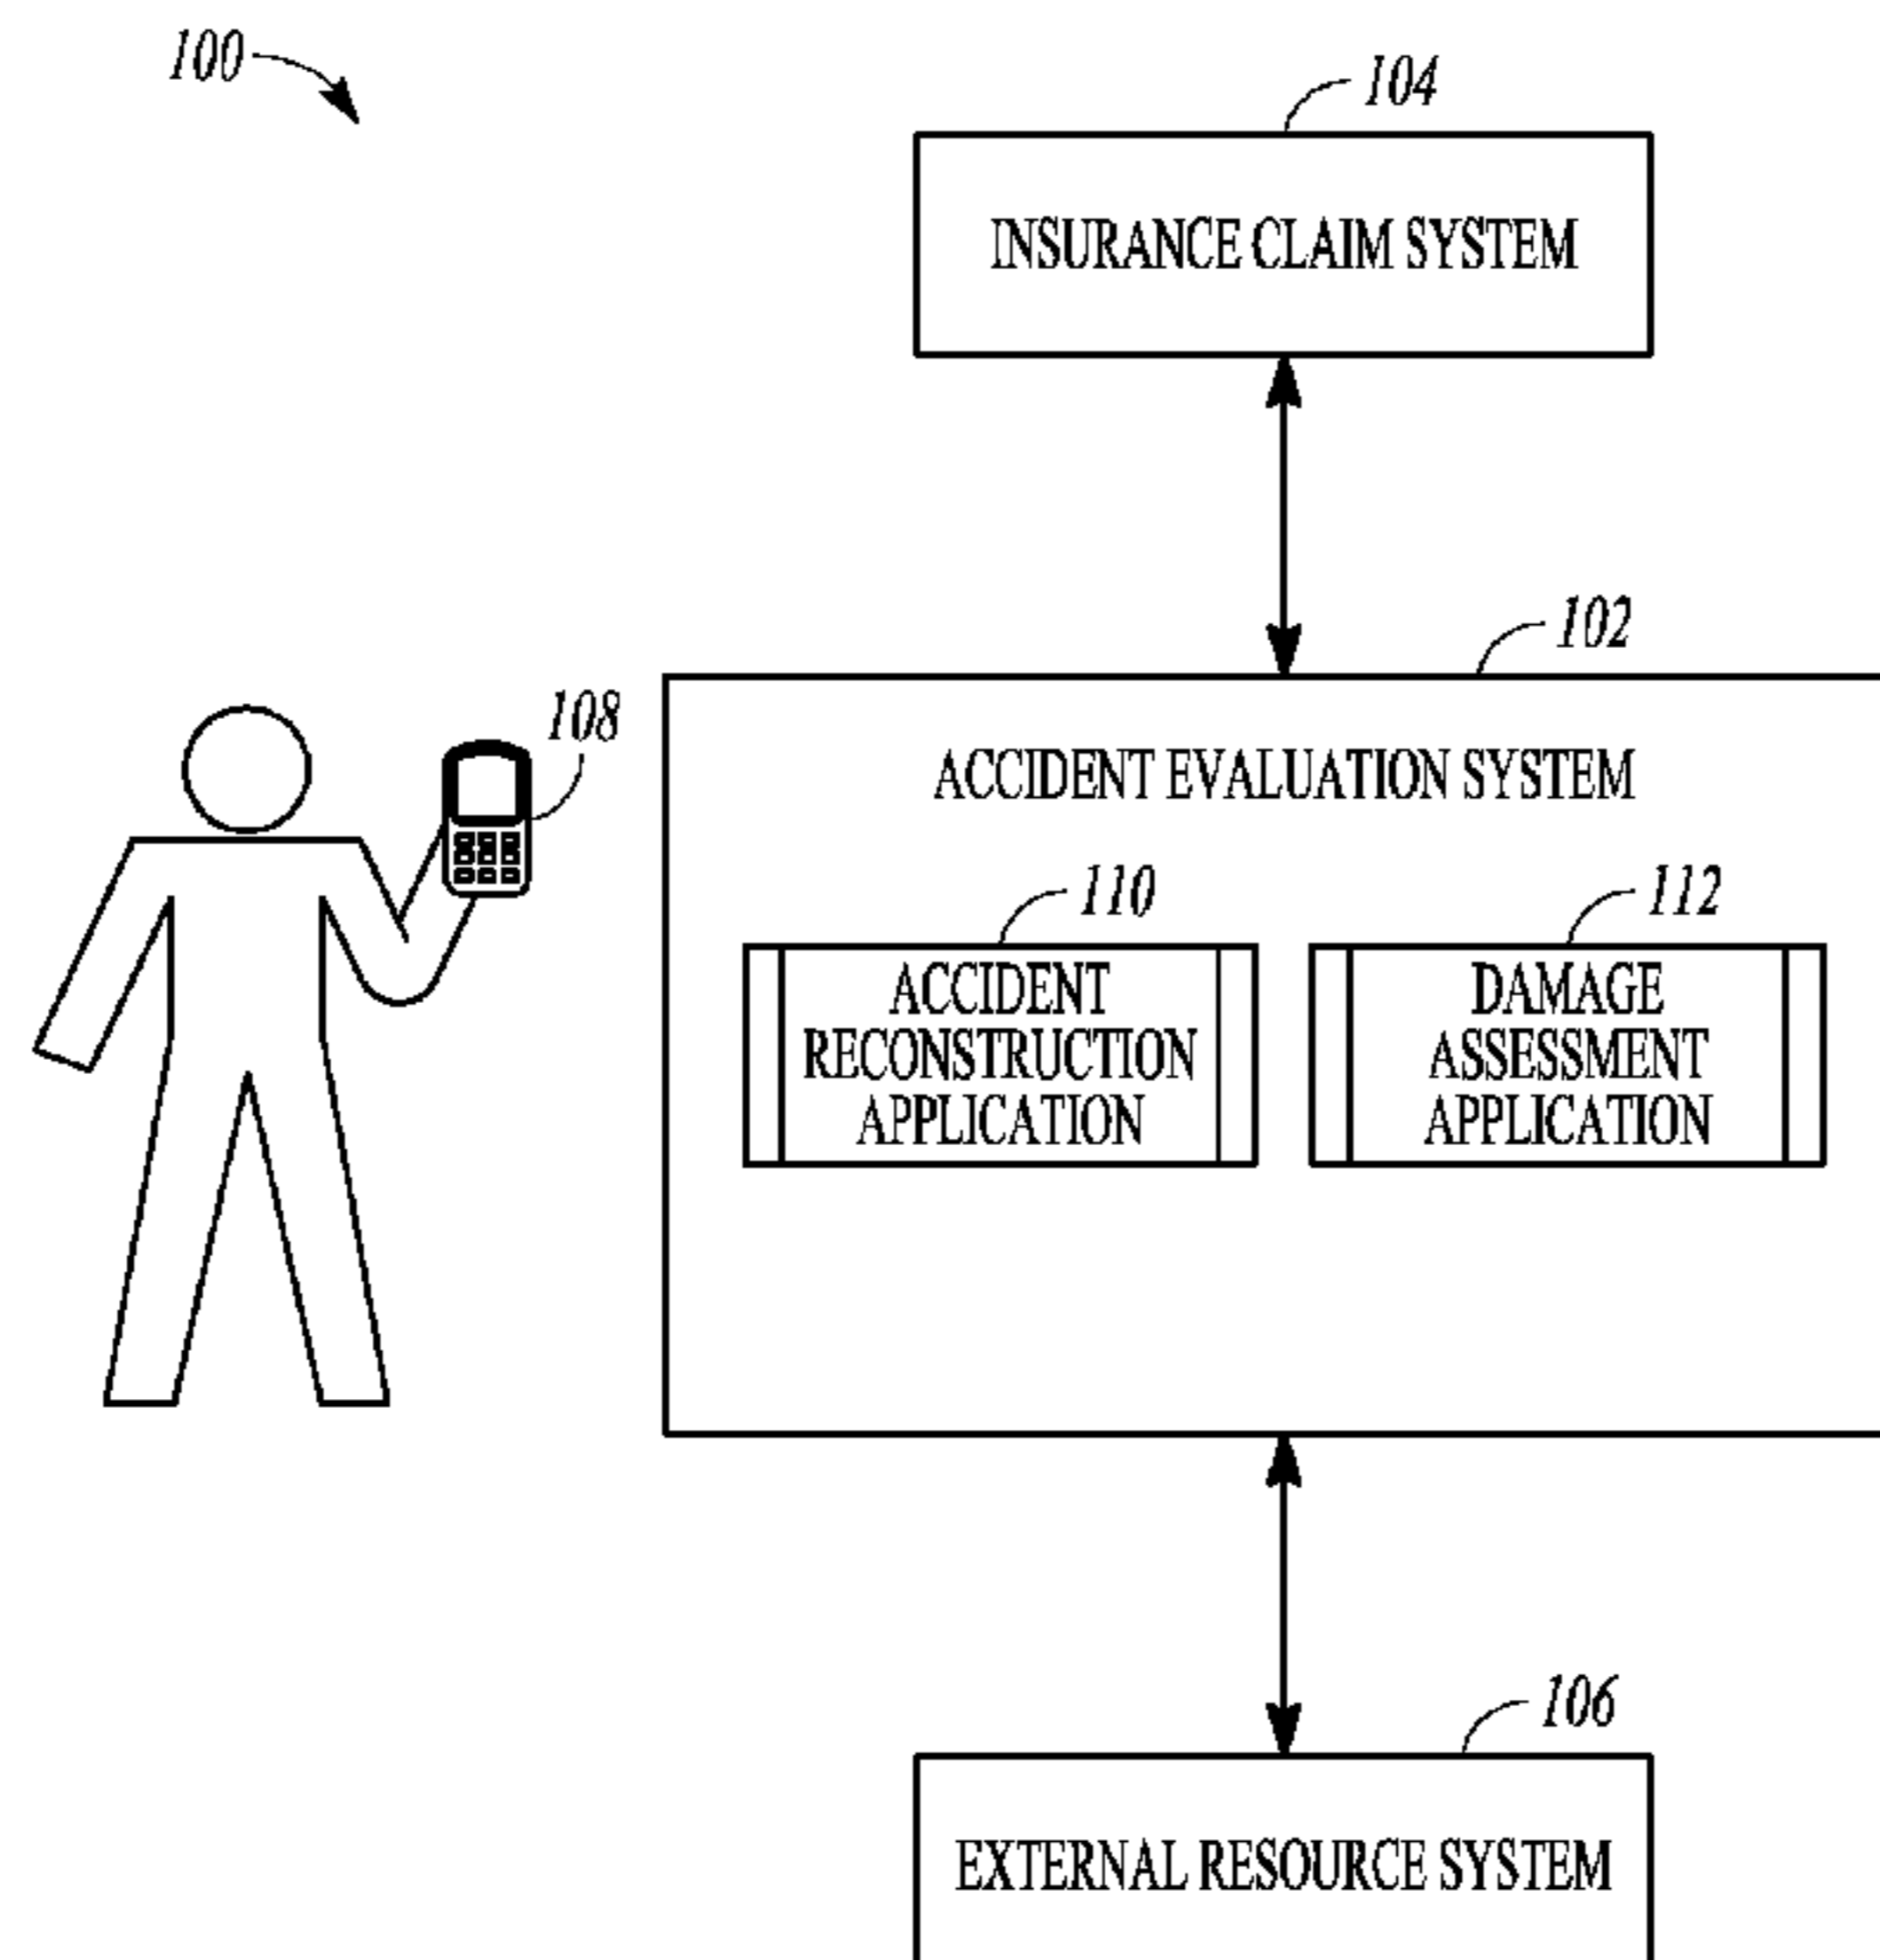 100
104
INSURANCE CLAIM SYSTEM
102
108
ACCIDENT EVALUATION SYSTEM
110
ACCIDENT
RECONSTRUCTION
APPLICATION
112
DAMAGE
ASSESSMENT
APPLICATION
106
EXTERNAL RESOURCE SYSTEM